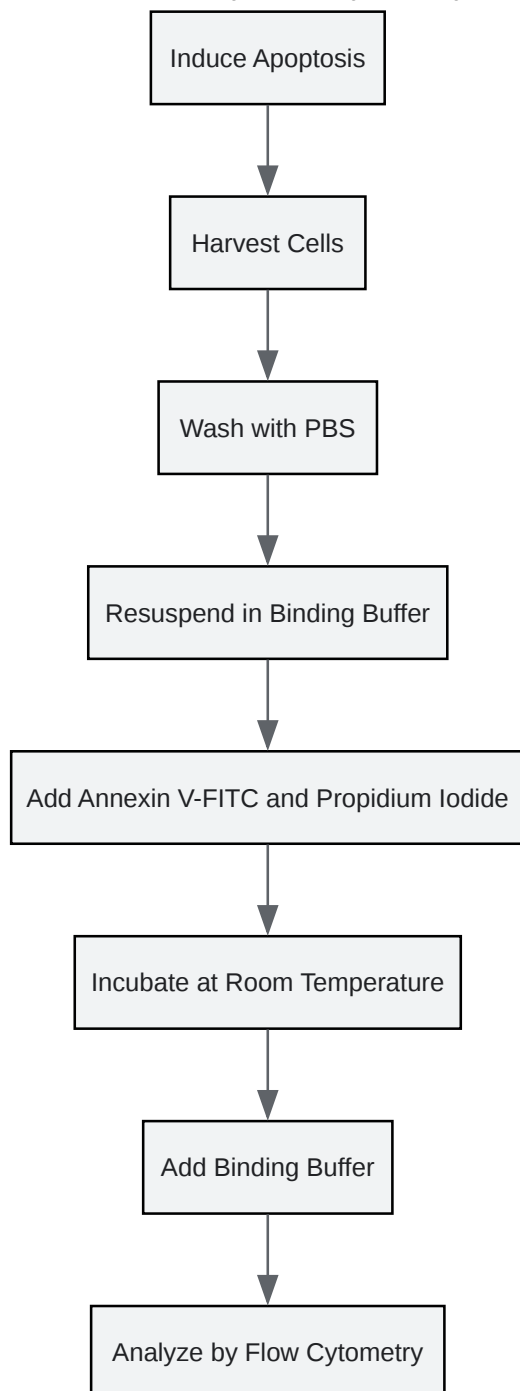 Induce Apoptosis
Harvest Cells
Wash with PBS
Resuspend in Binding Buffer
Add Annexin V-FITC and Propidium Iodide
Incubate at Room Temperature
Add Binding Buffer
Analyze by Flow Cytometry